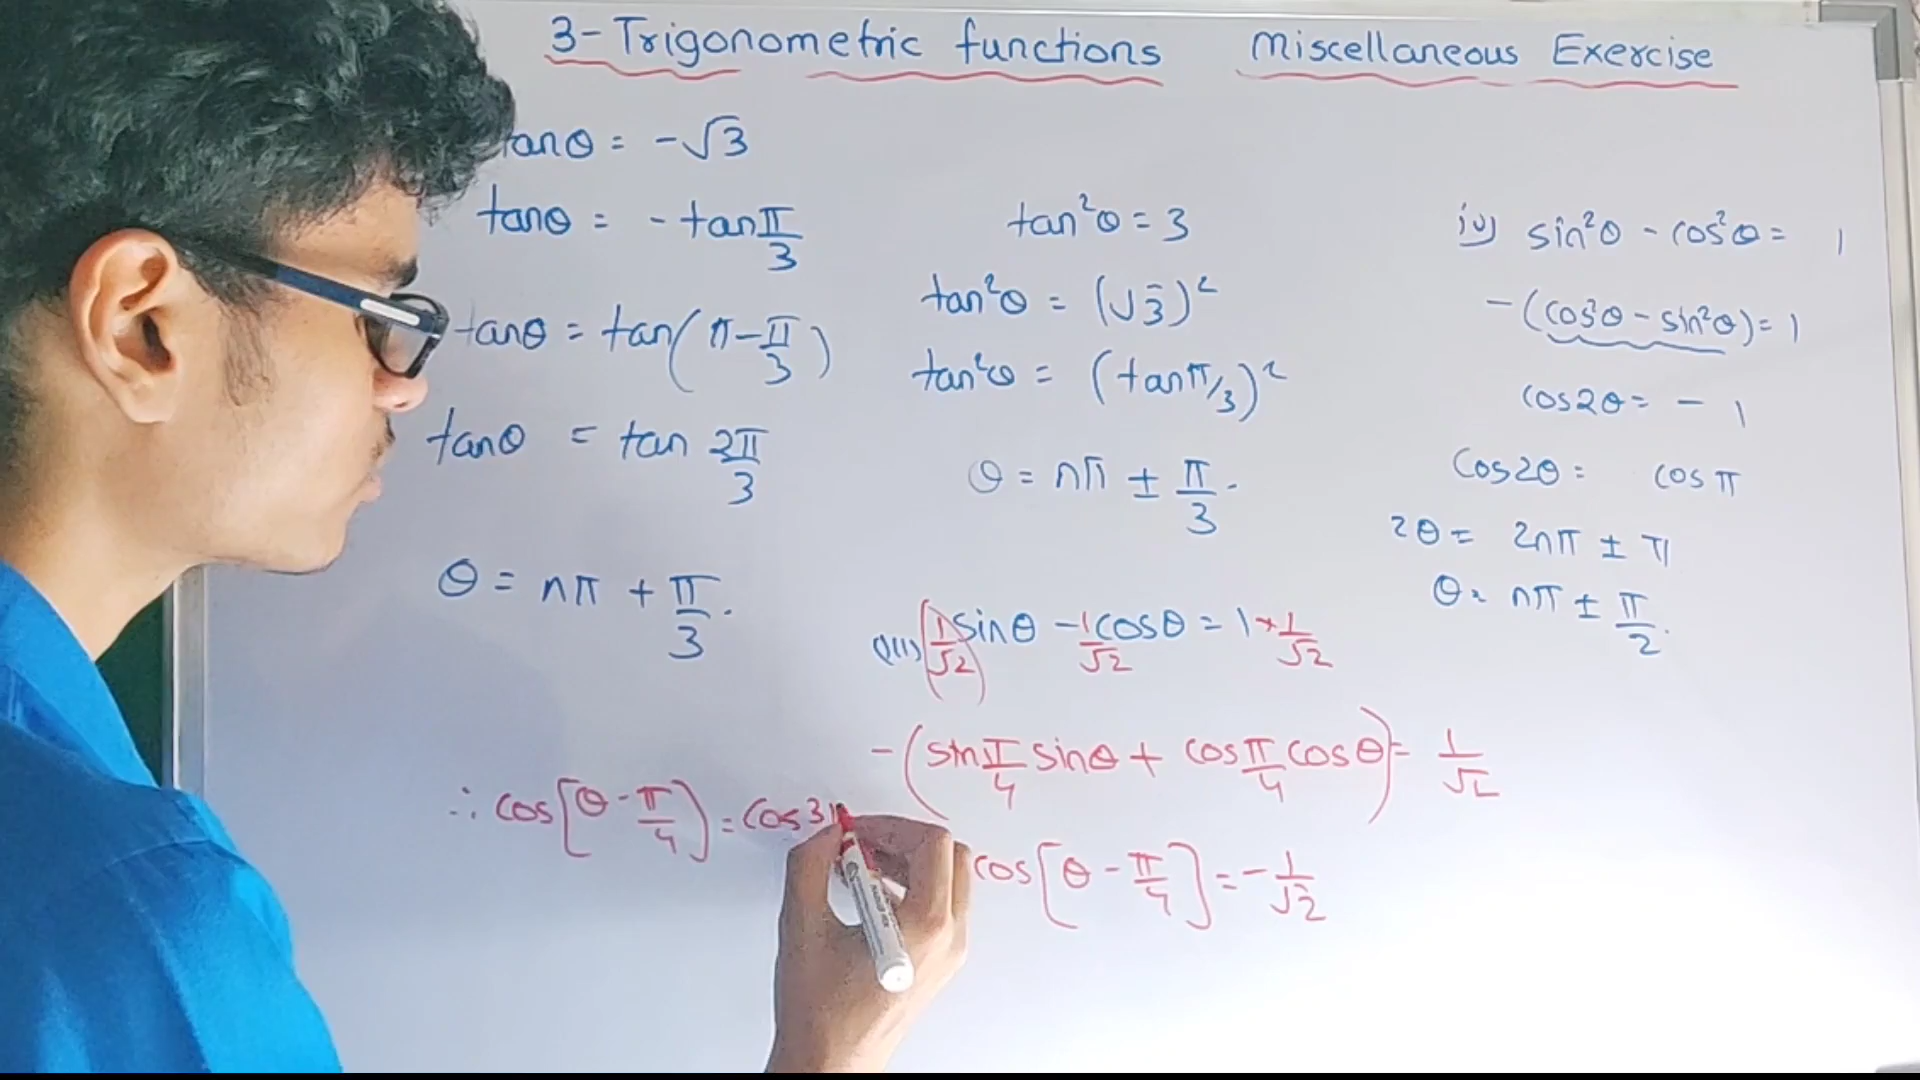 3-Trigonometric functions Miscellaneous Exercise
tanθ = -√3
tanθ = - tan π/3
tanθ = tan(π - π/3)
tanθ = tan 2π/3
θ = nπ + π/3.
∴ cos[θ - π/4] = cos3π
tan²θ = 3
tan²θ = (√3)²
tan²θ = (tanπ/3)²
θ = nπ ± π/3.
(iii) 1/√2 sinθ - 1/√2 cosθ = 1 × 1/√2
-(sin π/4 sinθ + cos π/4 cosθ) = 1/√2
cos[θ - π/4] = - 1/√2
iv) sin²θ - cos²θ = 1
-(cos²θ - sin²θ) = 1
cos2θ = - 1
cos2θ = cosπ
2θ = 2nπ ± π
θ = nπ ± π/2.